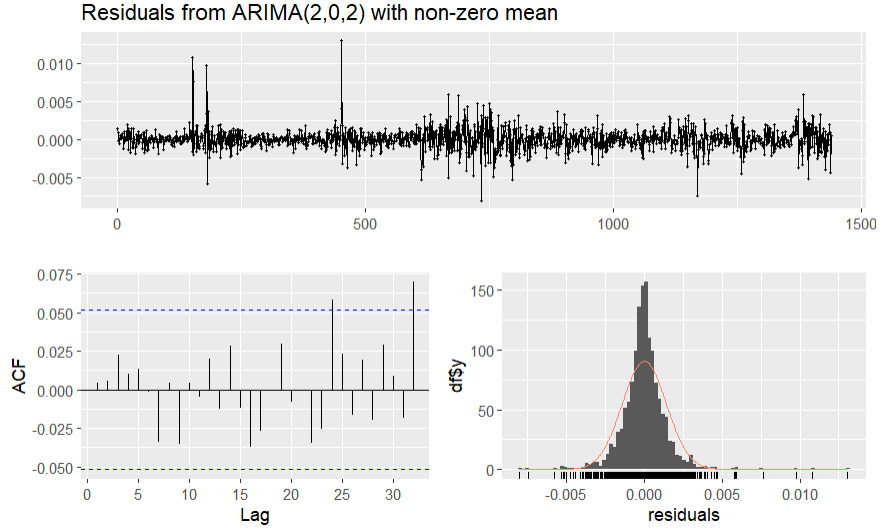 Residuals from ARIMA(2,0,2) with non-zero mean
0.010
0.005
0.000
-0.005
0 500 1000 1500
0.075
0.050
0.025
0.000
-0.025
-0.050
ACF
0 5 10 15 20 25 30
Lag
150
100
50
0
df$y
-0.005 0.000 0.005 0.010
residuals